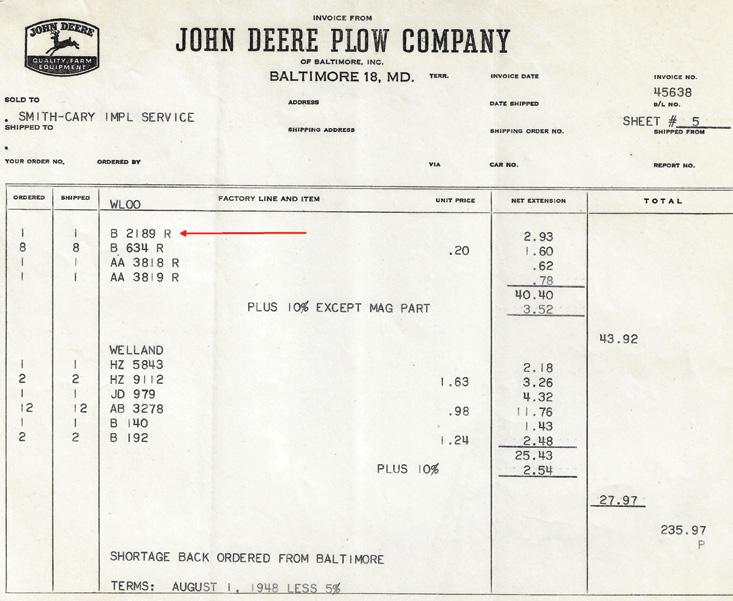 INVOICE FROM
JOHN DEERE
QUALITY FARM
EQUIPMENT
JOHN DEERE PLOW COMPANY
OF BALTIMORE, INC.
BALTIMORE 18, MD. TERR. INVOICE DATE INVOICE NO.
45638
SOLD TO ADDRESS DATE SHIPPED B/L NO.
. SMITH-CARY IMPL SERVICE SHEET # 5
SHIPPED TO SHIPPING ADDRESS SHIPPING ORDER NO. SHIPPED FROM
.
YOUR ORDER NO. ORDERED BY VIA CAR NO. REPORT NO.
ORDERED SHIPPED WLOO FACTORY LINE AND ITEM UNIT PRICE NET EXTENSION TOTAL
1 1 B 2189 R 2.93
8 8 B 634 R .20 1.60
1 1 AA 3818 R .62
1 1 AA 3819 R .78
40.40
PLUS 10% EXCEPT MAG PART 3.52
43.92
WELLAND
1 1 HZ 5843 2.18
2 2 HZ 9112 1.63 3.26
1 1 JD 979 4.32
12 12 AB 3278 .98 11.76
1 1 B 140 1.43
2 2 B 192 1.24 2.48
25.43
PLUS 10% 2.54
27.97
235.97
P
SHORTAGE BACK ORDERED FROM BALTIMORE
TERMS: AUGUST 1, 1948 LESS 5%